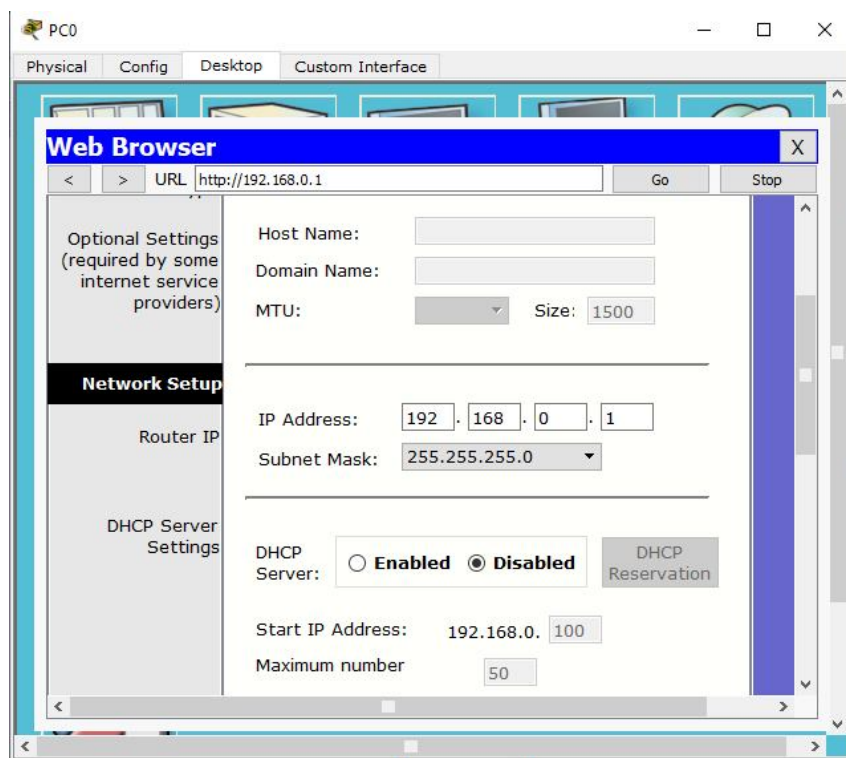 PC0
Physical Config Desktop Custom Interface
Web Browser X
< > URL http://192.168.0.1 Go Stop
Optional Settings
(required by some
internet service
providers)
Host Name:
Domain Name:
MTU: Size: 1500
Network Setup
Router IP
IP Address: 192 . 168 . 0 . 1
Subnet Mask: 255.255.255.0
DHCP Server
Settings
DHCP
Server: Enabled Disabled
DHCP
Reservation
Start IP Address: 192.168.0. 100
Maximum number 50